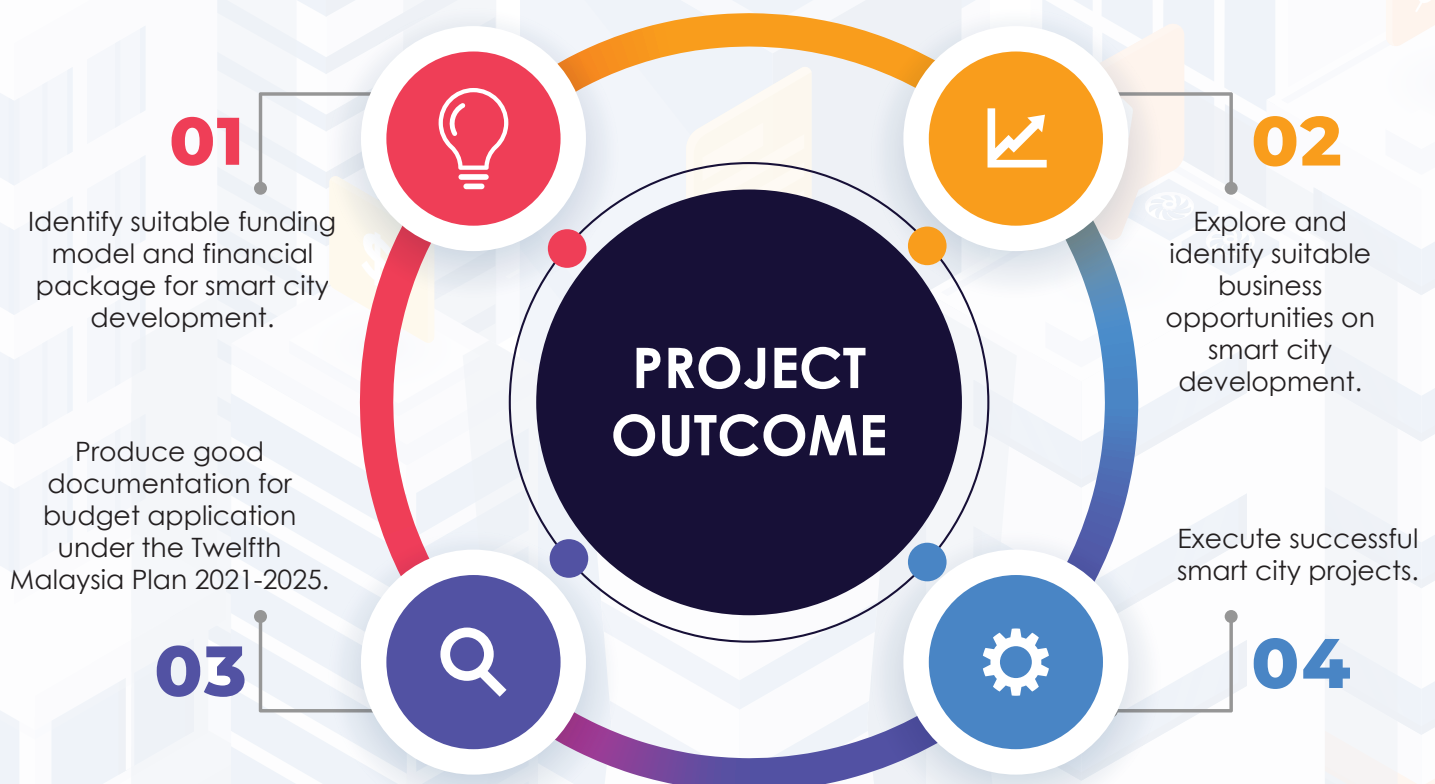 01
Identify suitable funding
model and financial
package for smart city
development.
02
Explore and
identify suitable
business
opportunities on
smart city
development.
PROJECT
OUTCOME
Produce good
documentation for
budget application
under the Twelfth
Malaysia Plan 2021-2025.
03
Execute successful
smart city projects.
04